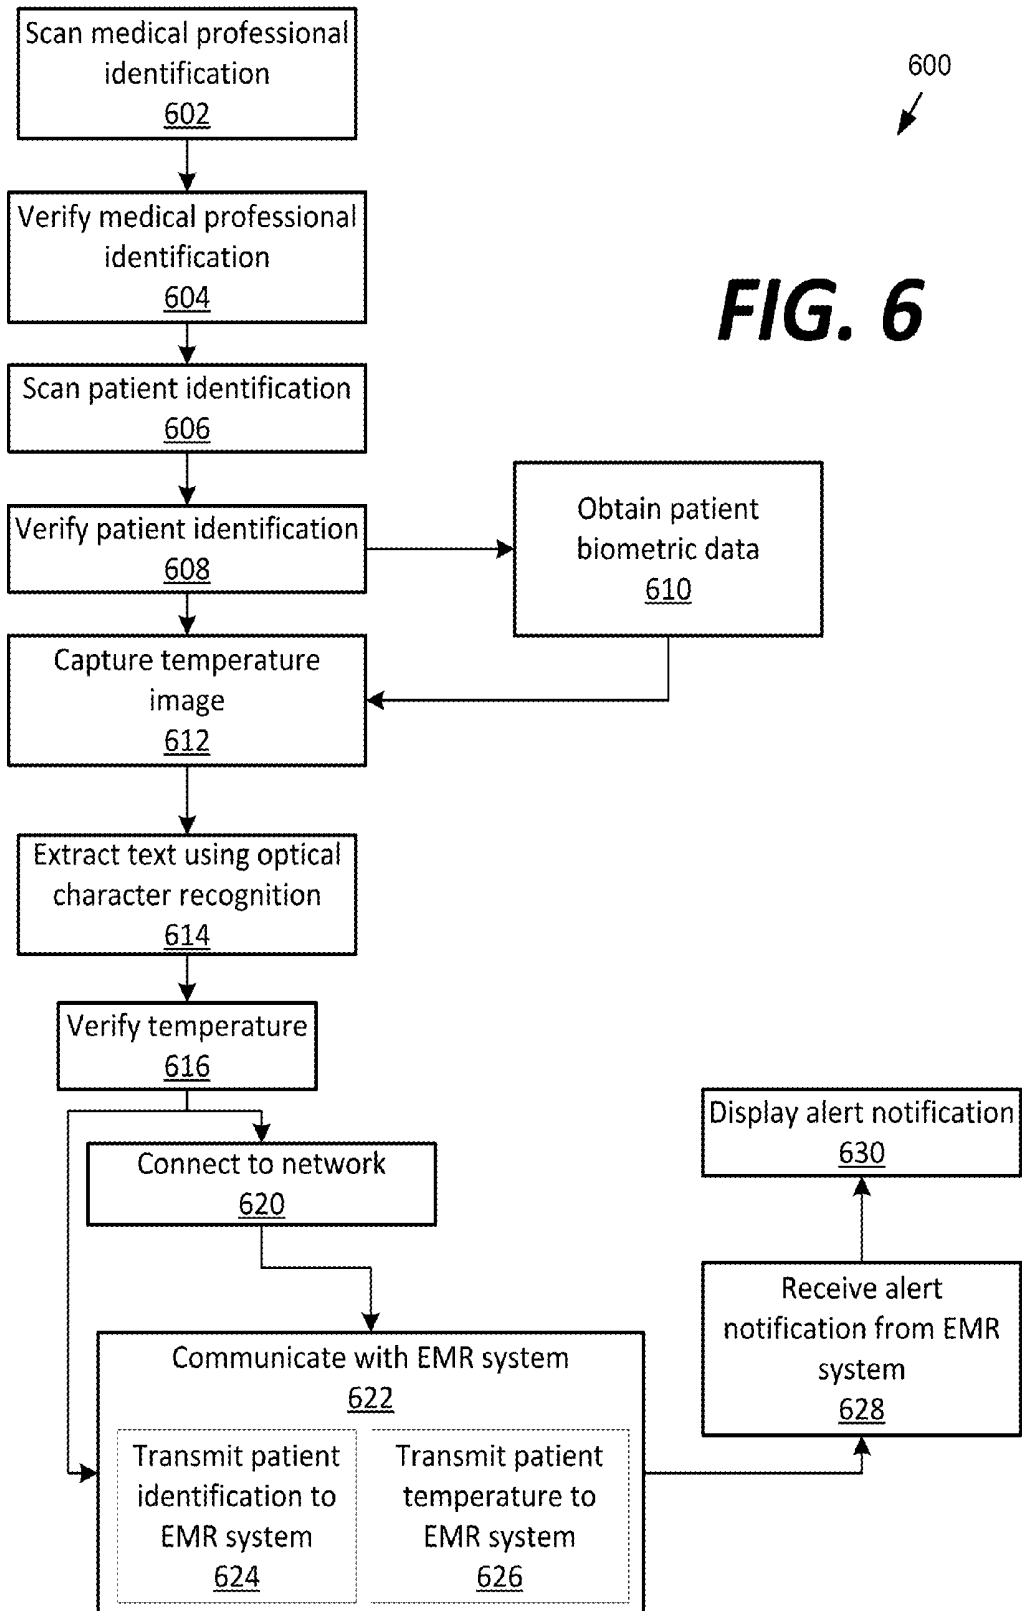 Scan medical professional
identification
602
600
Verify medical professional
identification
604
FIG. 6
Scan patient identification
606
Verify patient identification
608
Obtain patient
biometric data
610
Capture temperature
image
612
Extract text using optical
character recognition
614
Verify temperature
616
Connect to network
620
Display alert notification
630
Receive alert
notification from EMR
system
628
Communicate with EMR system
622
Transmit patient
identification to
EMR system
624
Transmit patient
temperature to
EMR system
626